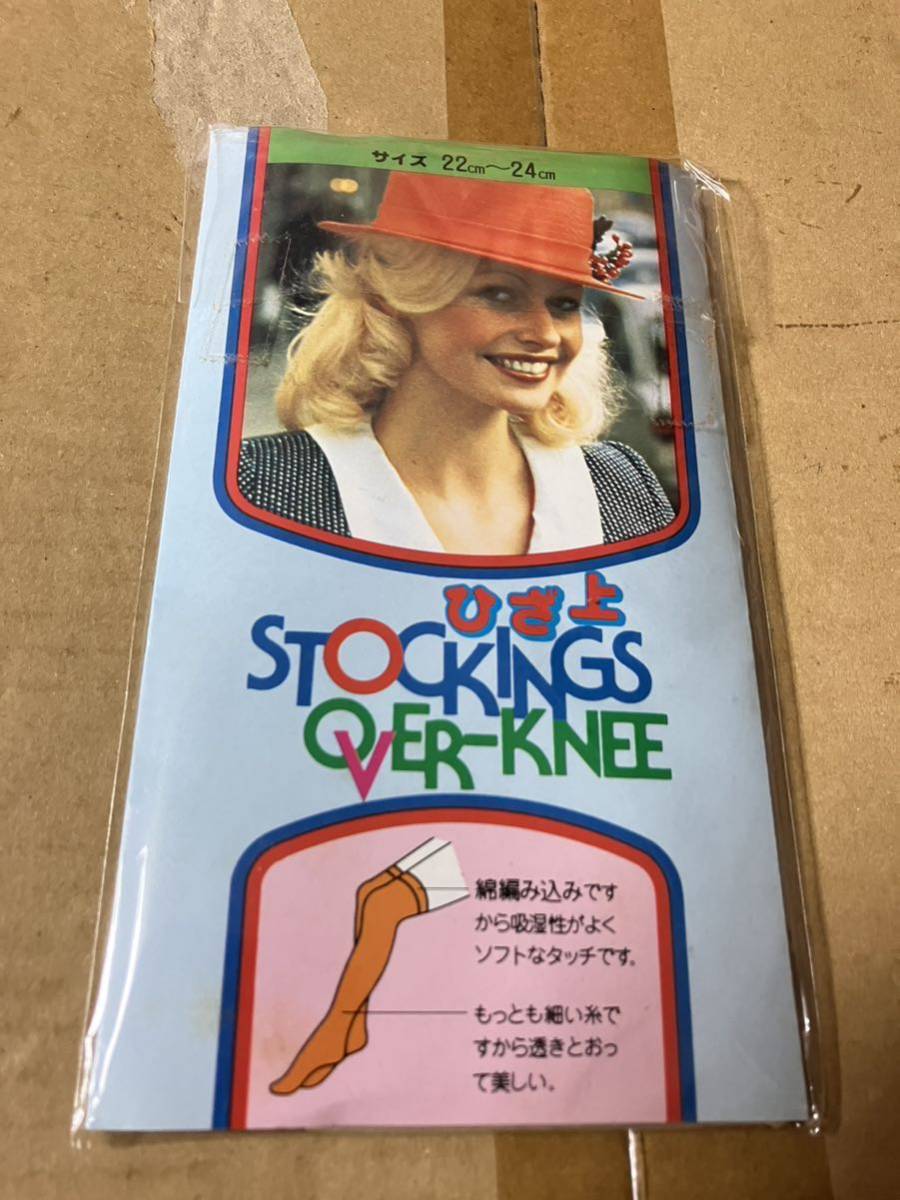 サイズ 22cm〜24cm
ひざ上
STOCKINGS
OVER-KNEE
綿編み込みです
から吸湿性がよく
ソフトなタッチです。
もっとも細い糸で
すから透きとおっ
て美しい。